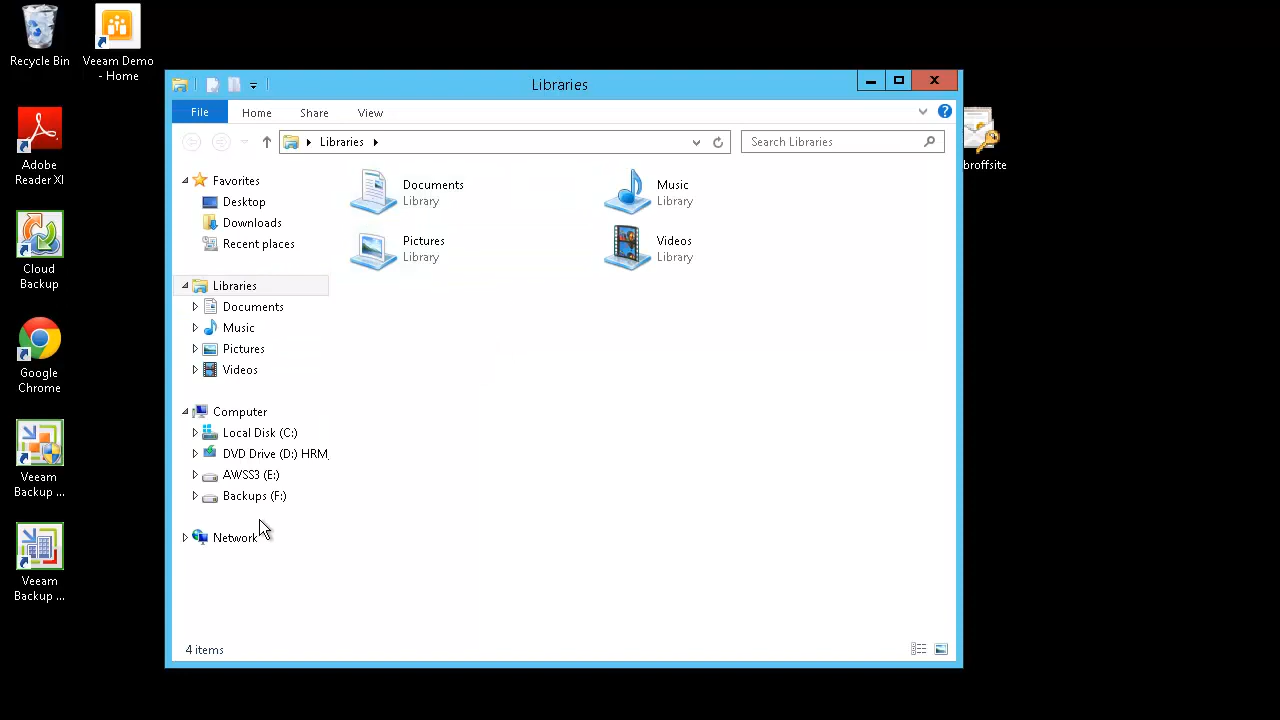 Recycle Bin
Veeam Demo
- Home
Adobe
Reader XI
Cloud
Backup
Google
Chrome
Veeam
Backup ...
Veeam
Backup ...
broffsite
Libraries
File
Home
Share
View
Libraries
Search Libraries
Favorites
Desktop
Downloads
Recent places
Libraries
Documents
Music
Pictures
Videos
Computer
Local Disk (C:)
DVD Drive (D:) HRM_
AWSS3 (E:)
Backups (F:)
Network
Documents
Library
Music
Library
Pictures
Library
Videos
Library
4 items